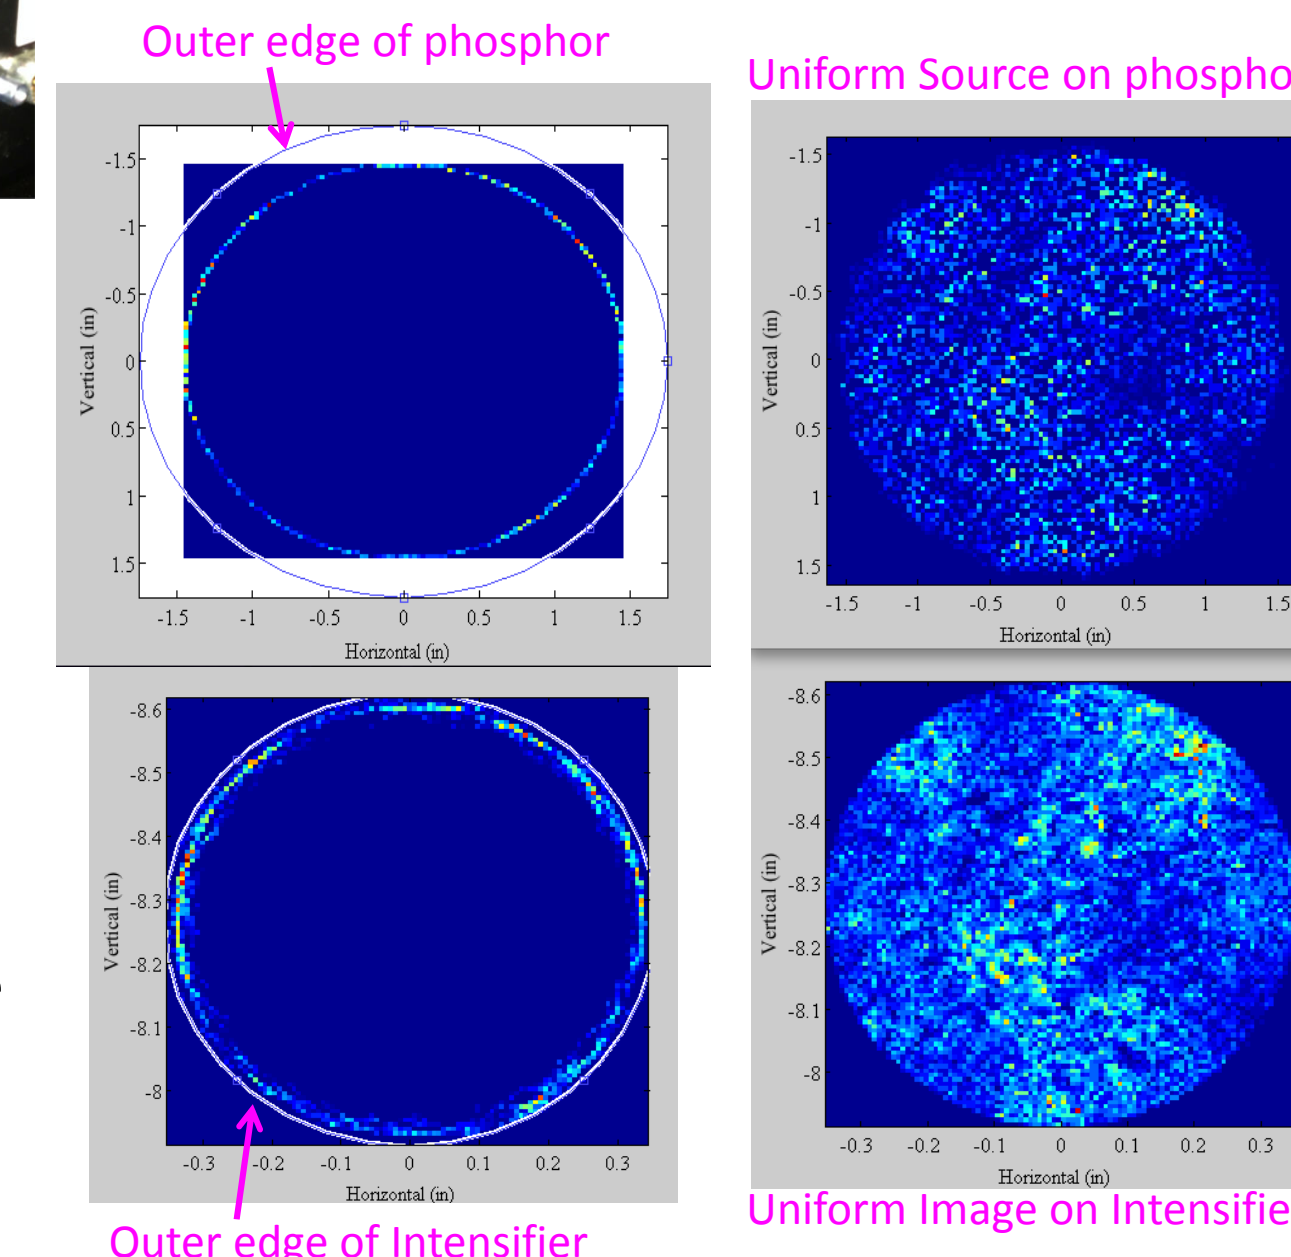 Outer edge of phosphor
Uniform Source on phospho
-1.5
-1
-0.5
0
0.5
1
1.5
Vertical (in)
-1.5 -1 -0.5 0 0.5 1 1.5
Horizontal (in)
-1.5
-1
-0.5
0
0.5
1
1.5
Vertical (in)
-1.5 -1 -0.5 0 0.5 1 1.5
Horizontal (in)
-8.6
-8.5
-8.4
-8.3
-8.2
-8.1
-8
Vertical (in)
-0.3 -0.2 -0.1 0 0.1 0.2 0.3
Horizontal (in)
Outer edge of Intensifier
-8.6
-8.5
-8.4
-8.3
-8.2
-8.1
-8
Vertical (in)
-0.3 -0.2 -0.1 0 0.1 0.2 0.3
Horizontal (in)
Uniform Image on Intensifie